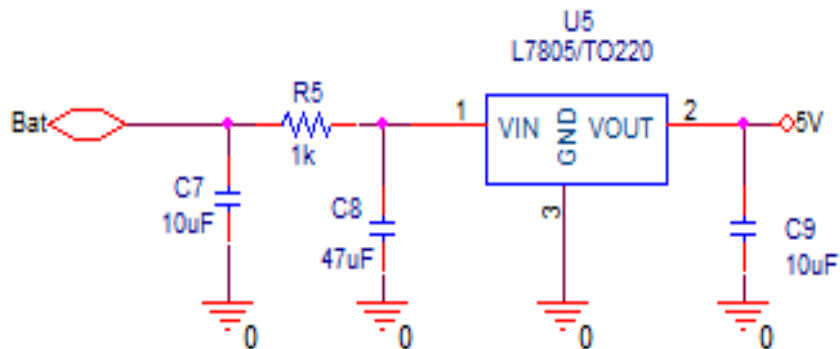 U5
L7805/TO220
Bat
R5
1k
1
VIN
GND
VOUT
2
5V
3
C7
10uF
C8
47uF
C9
10uF
0
0
0
0